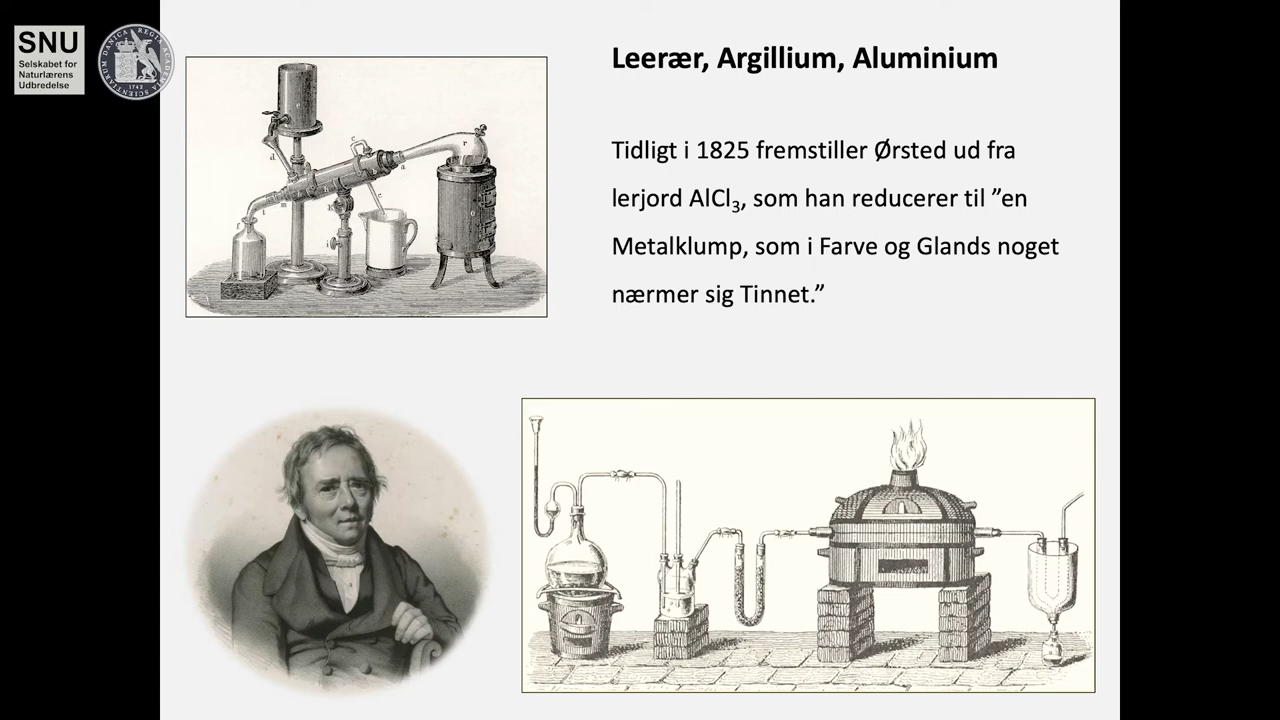 SNU
Selskabet for
Naturlærens
Udbredelse
1742
Leerær, Argillium, Aluminium
Tidligt i 1825 fremstiller Ørsted ud fra
lerjord AlCl₃, som han reducerer til ”en
Metalklump, som i Farve og Glands noget
nærmer sig Tinnet.”